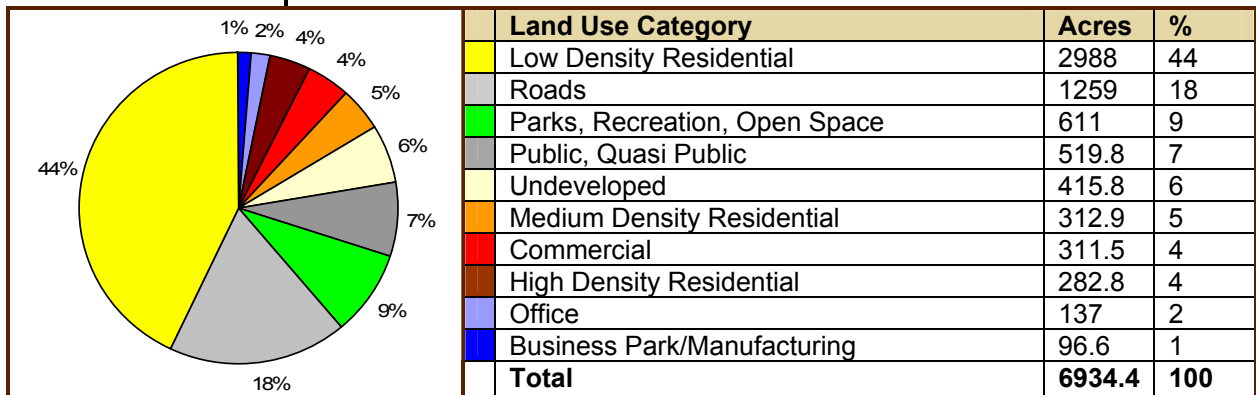 1% 2% 4%
4%
5%
6%
44%
7%
9%
18%
Land Use Category Acres %
Low Density Residential 2988 44
Roads 1259 18
Parks, Recreation, Open Space 611 9
Public, Quasi Public 519.8 7
Undeveloped 415.8 6
Medium Density Residential 312.9 5
Commercial 311.5 4
High Density Residential 282.8 4
Office 137 2
Business Park/Manufacturing 96.6 1
Total 6934.4 100